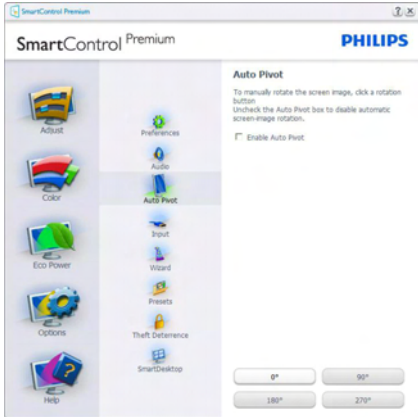 SmartControl Premium
SmartControl Premium
PHILIPS
Adjust
Color
Eco Power
Options
Help
Preferences
Audio
Auto Pivot
Input
Wizard
Presets
Theft Deterrence
SmartDesktop
Auto Pivot
To manually rotate the screen image, click a rotation
button
Uncheck the Auto Pivot box to disable automatic
screen-image rotation.
Enable Auto Pivot
0°
90°
180°
270°